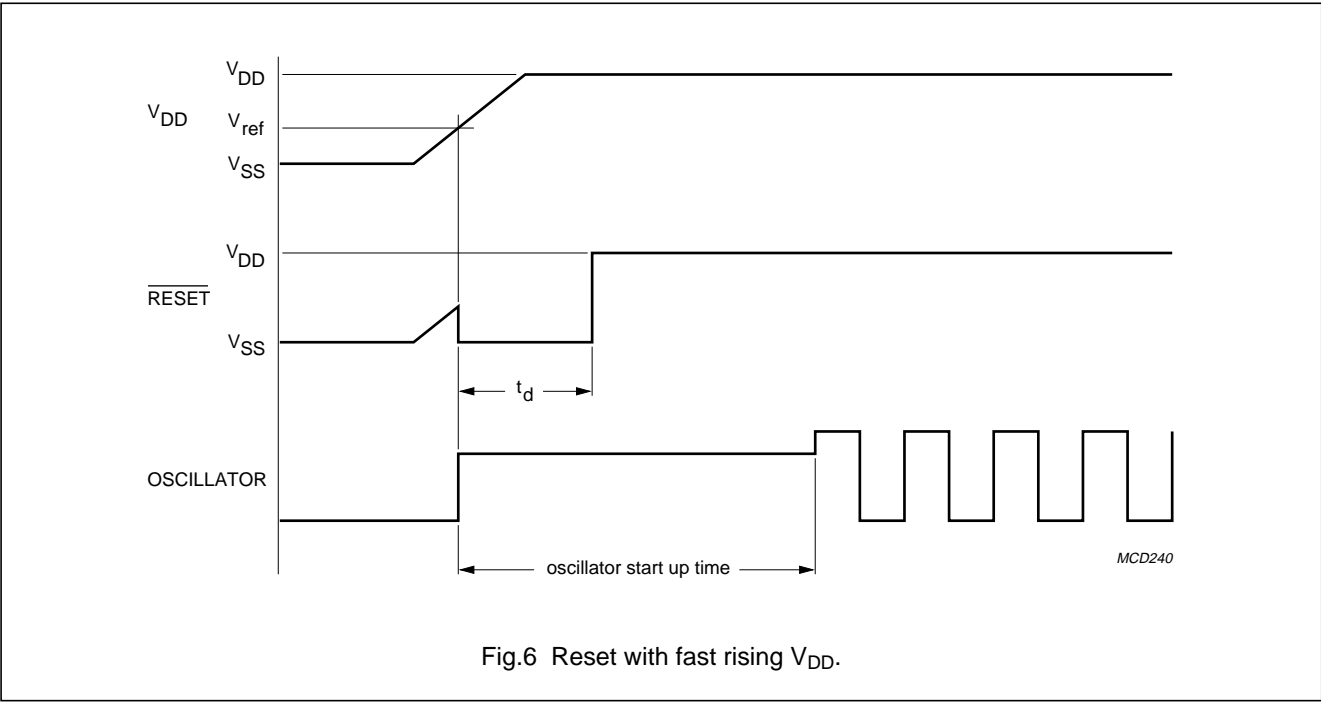 VDD
VDD
Vref
VSS
VDD
RESET
VSS
td
OSCILLATOR
oscillator start up time
MCD240
Fig.6 Reset with fast rising VDD.